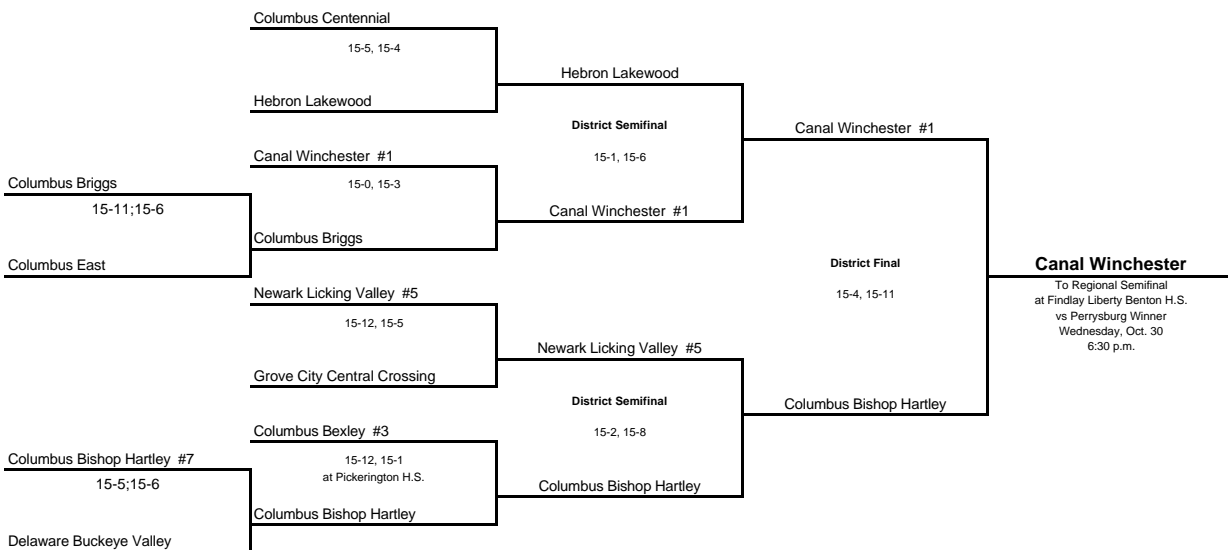 Columbus Centennial
15-5, 15-4
Hebron Lakewood
Hebron Lakewood
District Semifinal
Canal Winchester #1
Canal Winchester #1
15-1, 15-6
15-0, 15-3
Columbus Briggs
15-11;15-6
Canal Winchester #1
Columbus Briggs
Columbus East
District Final
Canal Winchester
To Regional Semifinal
at Findlay Liberty Benton H.S.
vs Perrysburg Winner
Wednesday, Oct. 30
6:30 p.m.
15-4, 15-11
Newark Licking Valley #5
15-12, 15-5
Newark Licking Valley #5
Grove City Central Crossing
District Semifinal
Columbus Bishop Hartley
15-2, 15-8
Columbus Bexley #3
15-12, 15-1
at Pickerington H.S.
Columbus Bishop Hartley #7
15-5;15-6
Columbus Bishop Hartley
Columbus Bishop Hartley
Delaware Buckeye Valley